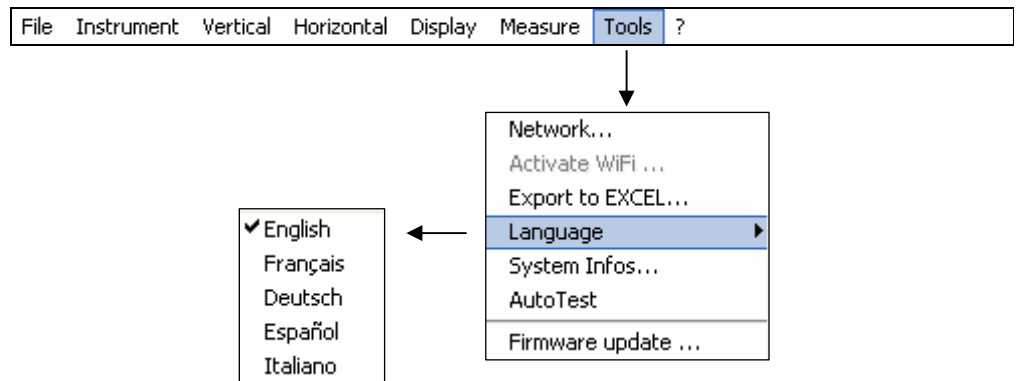 File Instrument Vertical Horizontal Display Measure Tools ?
Network...
Activate WiFi ...
Export to EXCEL...
Language
System Infos...
AutoTest
Firmware update ...
✔English
Français
Deutsch
Español
Italiano